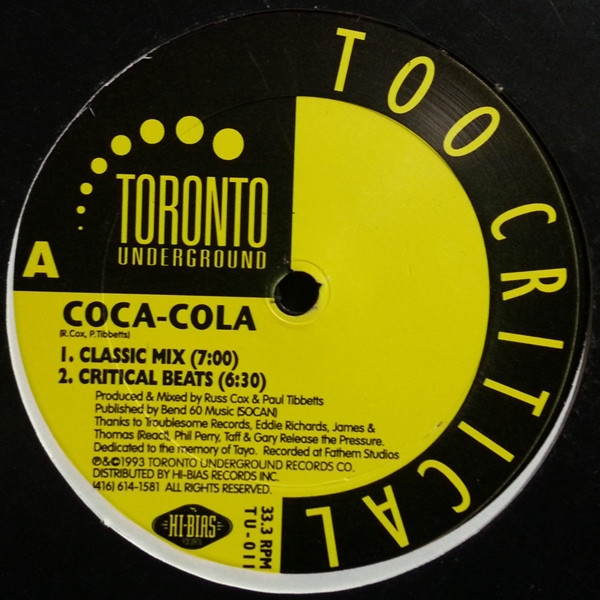 TOO CRITICAL
TORONTO
UNDERGROUND
A
COCA-COLA
(R.Cox, P.Tibbetts)
1. CLASSIC MIX (7:00)
2. CRITICAL BEATS (6:30)
Produced & Mixed by Russ Cox & Paul Tibbetts
Published by Bend 60 Music (SOCAN)
Thanks to Troublesome Records, Eddie Richards, James &
Thomas (React), Phil Perry, Taff & Gary Release the Pressure.
Dedicated to the memory of Tayo. Recorded at Fathem Studios
℗&©1993 TORONTO UNDERGROUND RECORDS CO.
DISTRIBUTED BY HI-BIAS RECORDS INC.
(416) 614-1581 ALL RIGHTS RESERVED.
HI-BIAS
33.3 RPM
TU-011